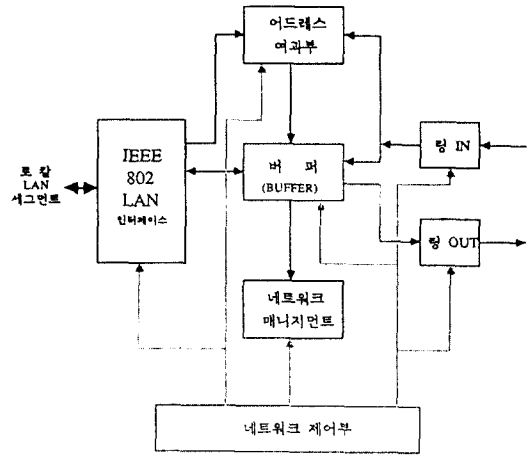 어드레스
여과부
로 칼
LAN
세그먼트
IEEE
802
LAN
인터페이스
버 퍼
(BUFFER)
링 IN
링 OUT
네트워크
매니지먼트
네트워크 제어부